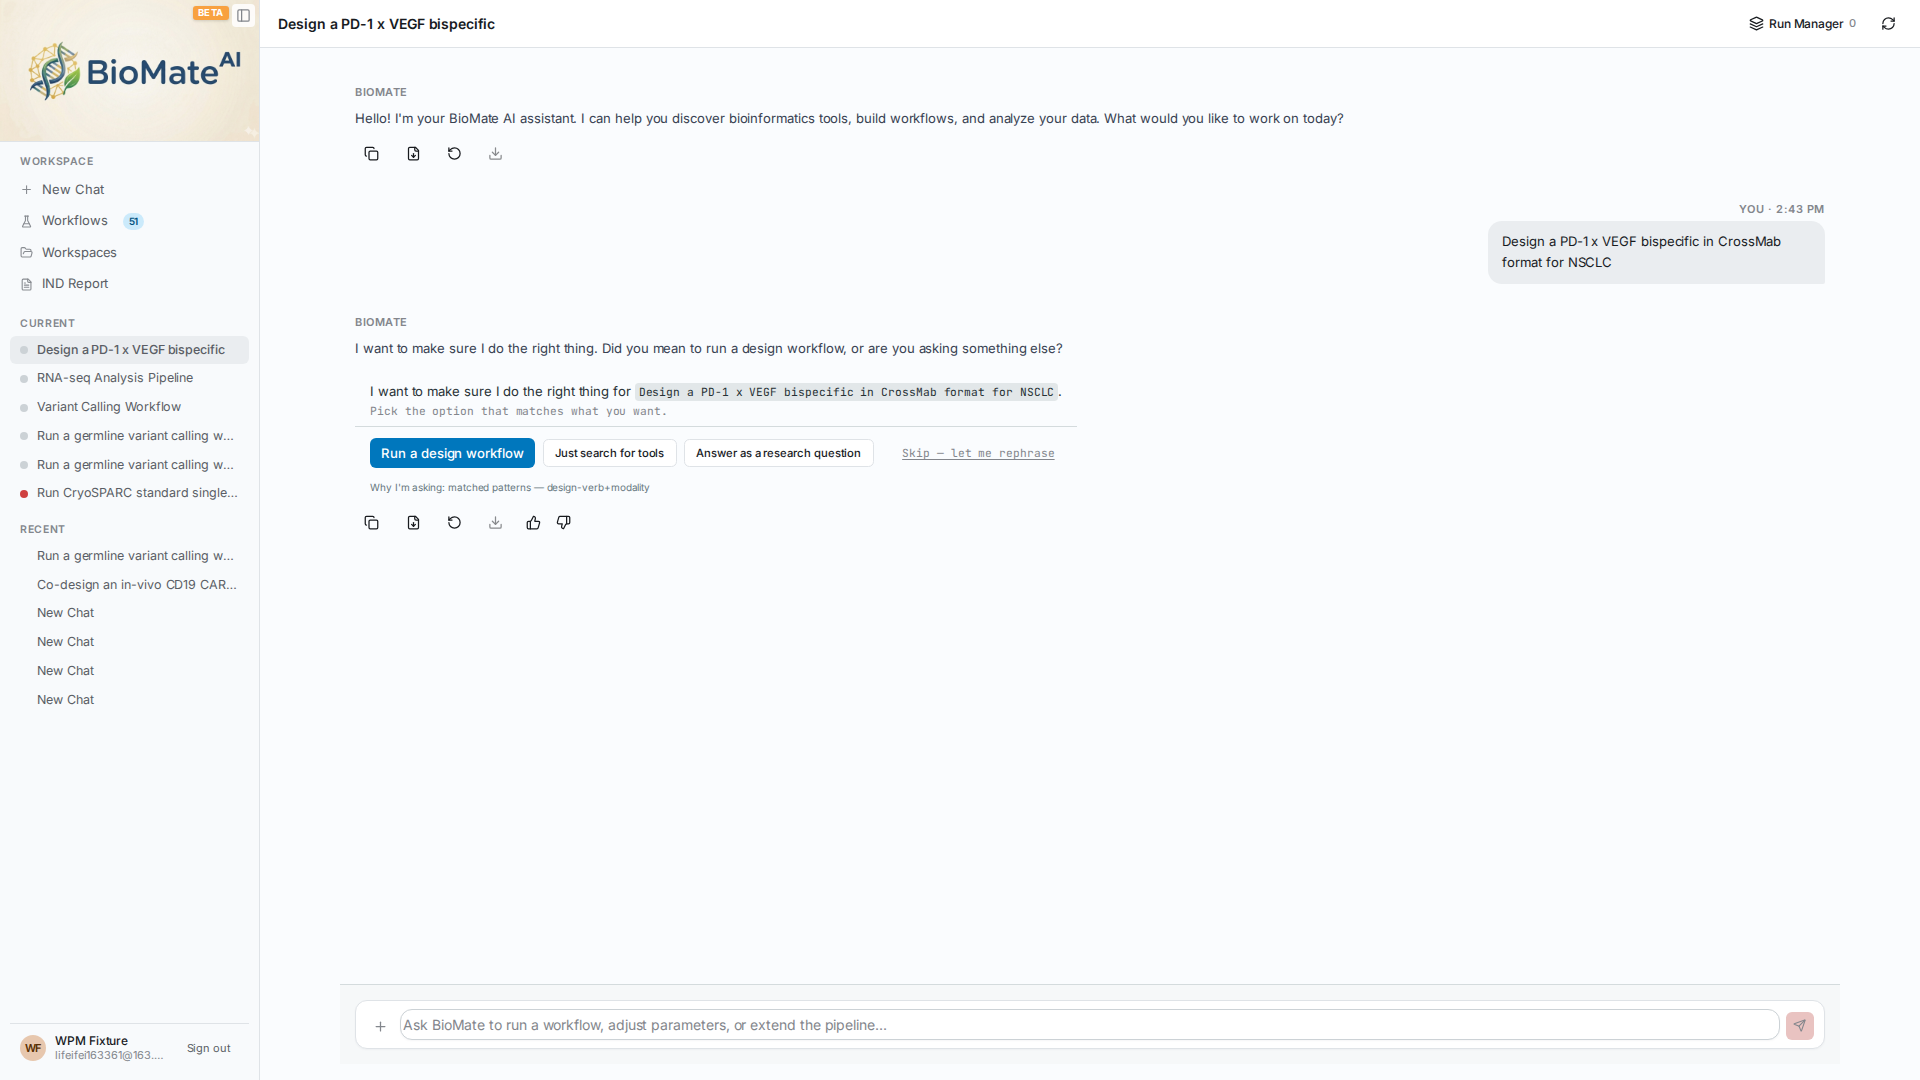 BETA
BioMate AI
WORKSPACE
New Chat
Workflows 51
Workspaces
IND Report
CURRENT
Design a PD-1 x VEGF bispecific
RNA-seq Analysis Pipeline
Variant Calling Workflow
Run a germline variant calling w...
Run a germline variant calling w...
Run CryoSPARC standard single...
RECENT
Run a germline variant calling w...
Co-design an in-vivo CD19 CAR...
New Chat
New Chat
New Chat
New Chat
WF
WPM Fixture
lifeifei163361@163....
Sign out
Design a PD-1 x VEGF bispecific
Run Manager 0
BIOMATE
Hello! I'm your BioMate AI assistant. I can help you discover bioinformatics tools, build workflows, and analyze your data. What would you like to work on today?
YOU · 2:43 PM
Design a PD-1 x VEGF bispecific in CrossMab
format for NSCLC
BIOMATE
I want to make sure I do the right thing. Did you mean to run a design workflow, or are you asking something else?
I want to make sure I do the right thing for Design a PD-1 x VEGF bispecific in CrossMab format for NSCLC.
Pick the option that matches what you want.
Run a design workflow
Just search for tools
Answer as a research question
Skip — let me rephrase
Why I'm asking: matched patterns — design-verb+modality
Ask BioMate to run a workflow, adjust parameters, or extend the pipeline...